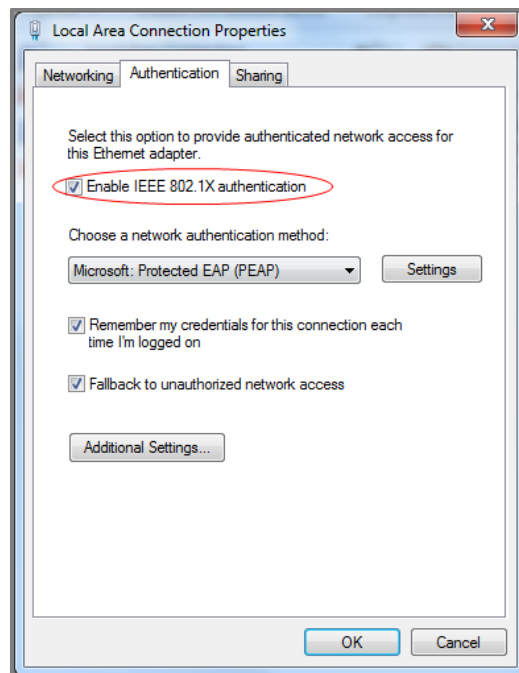 Local Area Connection Properties
Networking Authentication Sharing
Select this option to provide authenticated network access for
this Ethernet adapter.
Enable IEEE 802.1X authentication
Choose a network authentication method:
Microsoft: Protected EAP (PEAP) Settings
Remember my credentials for this connection each
time I'm logged on
Fallback to unauthorized network access
Additional Settings...
OK Cancel